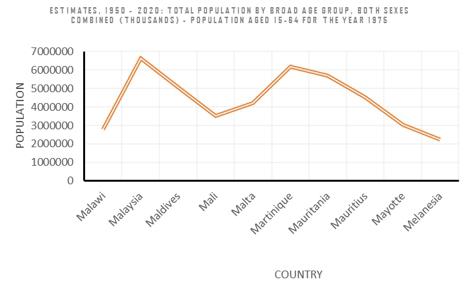 ESTIMATES, 1950 - 2020: TOTAL POPULATION BY BROAD AGE GROUP, BOTH SEXES
COMBINED (THOUSANDS) - POPULATION AGED 15-64 FOR THE YEAR 1976
POPULATION
7000000
6000000
5000000
4000000
3000000
2000000
1000000
0
Malawi
Malaysia
Maldives
Mali
Malta
Martinique
Mauritania
Mauritius
Mayotte
Melanesia
COUNTRY